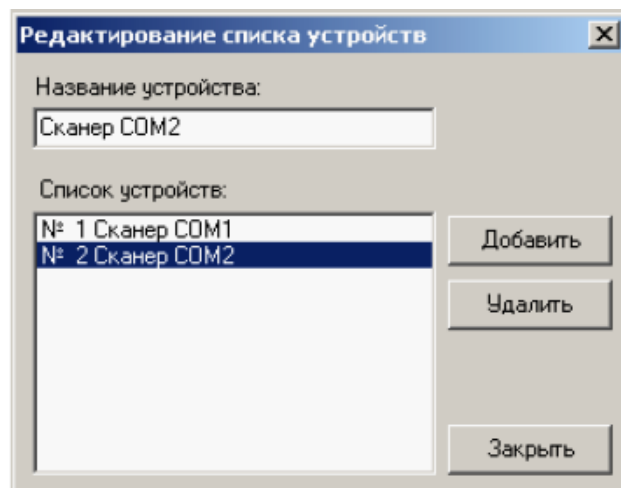 Редактирование списка устройств
Название устройства:
Сканер COM2
Список устройств:
№ 1 Сканер COM1
№ 2 Сканер COM2
Добавить
Удалить
Закрыть